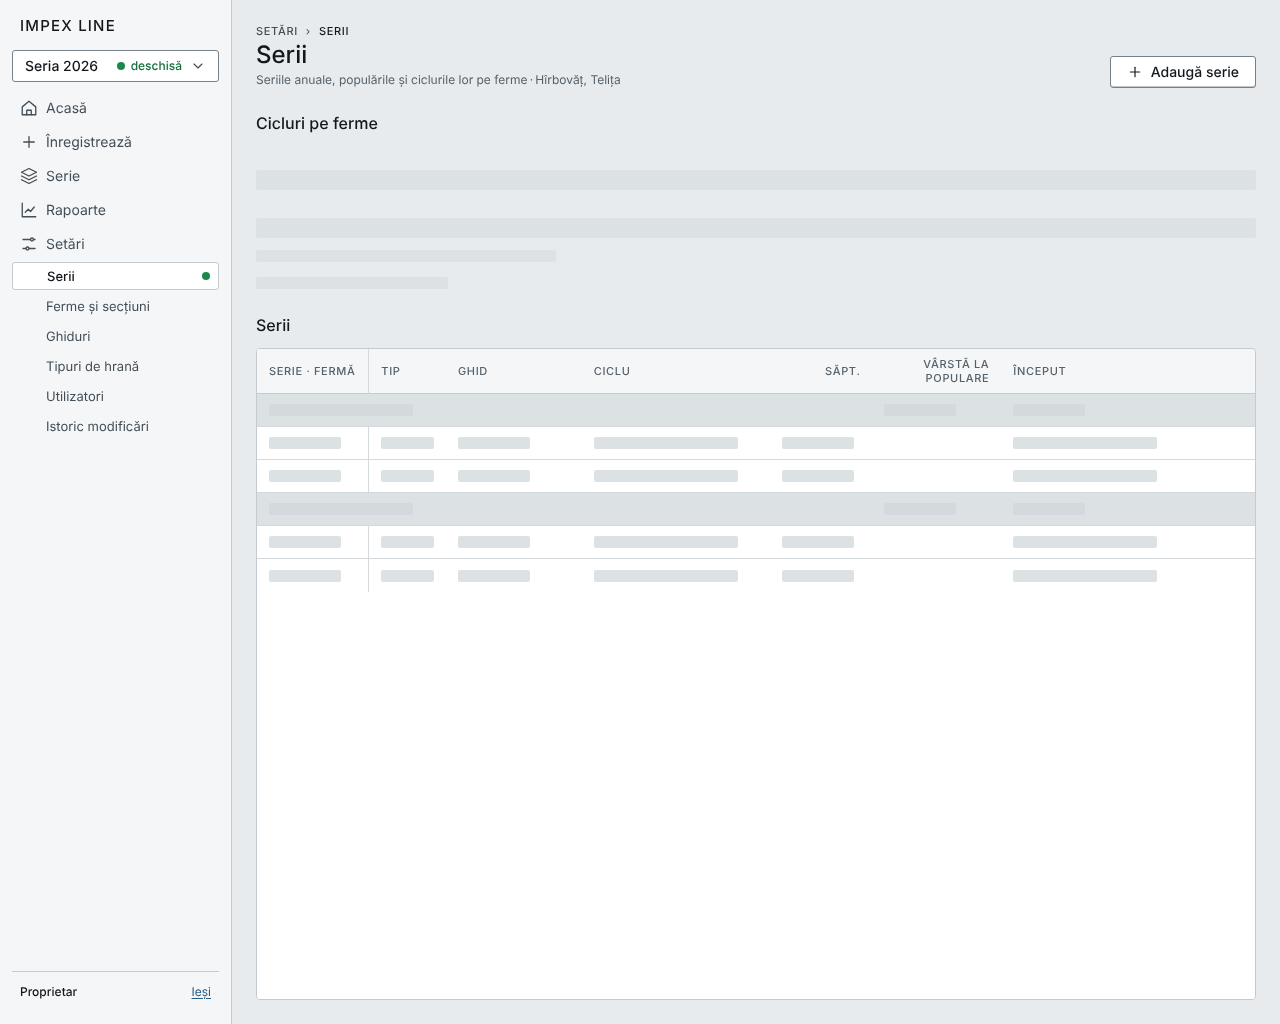 IMPEX LINE
Seria 2026 deschisă
Acasă
Înregistrează
Serie
Rapoarte
Setări
Serii
Ferme și secțiuni
Ghiduri
Tipuri de hrană
Utilizatori
Istoric modificări
Proprietar Ieși
SETĂRI › SERII
Serii
Seriile anuale, populările și ciclurile lor pe ferme · Hîrbovăț, Telița
Adaugă serie
Cicluri pe ferme
Serii
SERIE · FERMĂ TIP GHID CICLU SĂPT. VÂRSTĂ LA POPULARE ÎNCEPUT